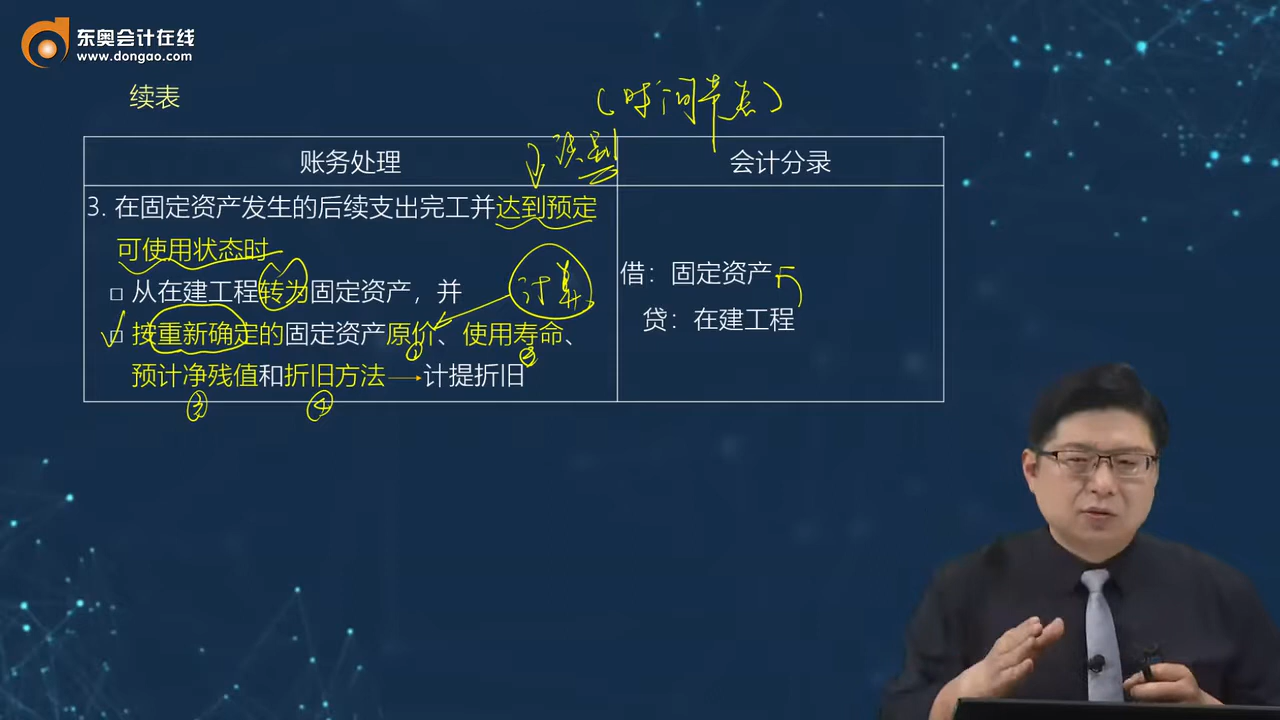 东奥会计在线
www.dongao.com
续表
(时间节点)
账务处理
会计分录
3. 在固定资产发生的后续支出完工并达到预定
可使用状态时
□ 从在建工程转为固定资产，并
计算
□ 按重新确定的固定资产原价、使用寿命、
① ②
预计净残值和折旧方法→计提折旧
③ ④
借：固定资产
贷：在建工程